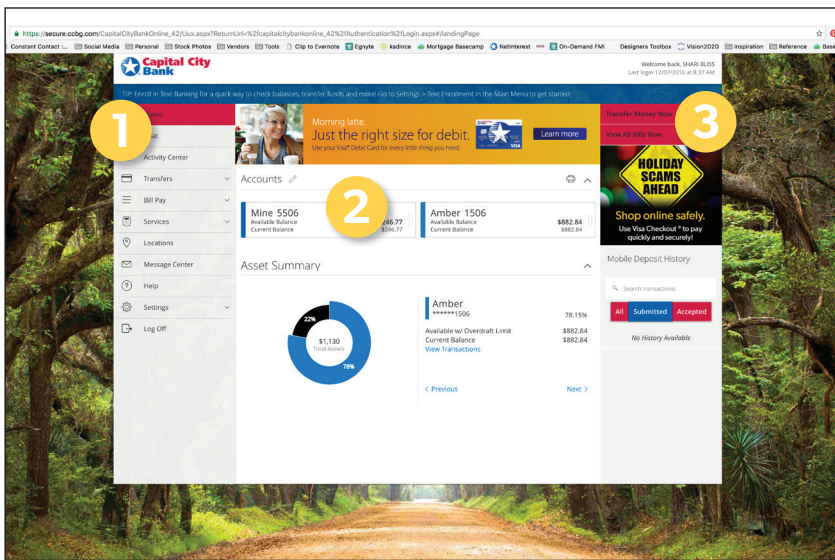 https://secure.ccbg.com/CapitalCityBankOnline_42/Uux.aspx?ReturnUrl=%2fcapitalcitybankonline_42%2fAuthentication%2fLogin.aspx#/landingPage
Constant Contact :... Social Media Personal Stock Photos Vendors Tools Clip to Evernote Egnyte kadince Mortgage Basecamp NetInterest On-Demand FMI Designers Toolbox Vision2020 Inspiration Reference Base
Capital City
Bank
Welcome back, SHARI BLISS
Last login 12/07/2016 at 8:37 AM
TIP: Enroll in Text Banking for a quick way to check balances, transfer funds and more! Go to Settings > Text Enrollment in the Main Menu to get started.
1
Activity Center
Transfers
Bill Pay
Services
Locations
Message Center
Help
Settings
Log Off
Morning latte.
Just the right size for debit.
Use your Visa® Debit Card for every little thing you need.
VISA
Learn more
Accounts
2
Mine 5506
Available Balance $246.77
Current Balance $246.77
Amber 1506
Available Balance $882.84
Current Balance $882.84
Asset Summary
22%
$1,130
Total Assets
78%
Amber
******1506 78.15%
Available w/ Overdraft Limit $882.84
Current Balance $882.84
View Transactions
< Previous Next >
3
Transfer Money Now
View All Bills Now
HOLIDAY
SCAMS
AHEAD
Shop online safely.
Use Visa Checkout ® to pay
quickly and securely!
Mobile Deposit History
Search transactions
All Submitted Accepted
No History Available